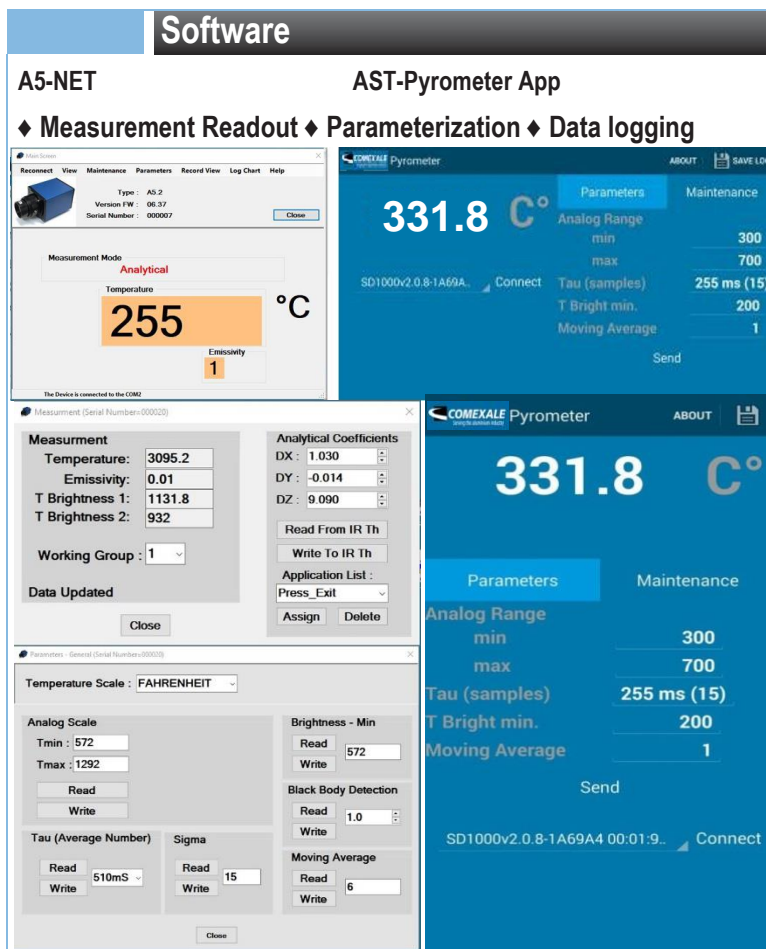 Software
A5-NET
AST-Pyrometer App
♦ Measurement Readout ♦ Parameterization ♦ Data logging
Main Screen
Reconnect View Maintenance Parameters Record View Log Chart Help
Type : A5.2
Version FW : 06.37
Serial Number : 000007
Close
Measurement Mode
Analytical
Temperature
255
°C
Emissivity
1
The Device is connected to the COM2
COMEXALE Pyrometer
ABOUT SAVE LO
331.8 C°
Parameters Maintenance
Analog Range
min 300
max 700
SD1000v2.0.8-1A69A.. Connect
Tau (samples) 255 ms (15)
T Bright min. 200
Moving Average 1
Send
Measurment (Serial Number=000020)
Measurment
Temperature: 3095.2
Emissivity: 0.01
T Brightness 1: 1131.8
T Brightness 2: 932
Working Group : 1
Data Updated
Close
Analytical Coefficients
DX : 1.030
DY : -0.014
DZ : 9.090
Read From IR Th
Write To IR Th
Application List :
Press_Exit
Assign Delete
Parameters - General (Serial Number=000020)
Temperature Scale : FAHRENHEIT
Analog Scale
Tmin : 572
Tmax : 1292
Read
Write
Tau (Average Number)
Read
Write
510mS
Sigma
Read
Write
15
Brightness - Min
Read
Write
572
Black Body Detection
Read
Write
1.0
Moving Average
Read
Write
6
Close
COMEXALE Pyrometer
ABOUT
331.8 C°
Parameters Maintenance
Analog Range
min 300
max 700
Tau (samples) 255 ms (15)
T Bright min. 200
Moving Average 1
Send
SD1000v2.0.8-1A69A4 00:01:9.. Connect